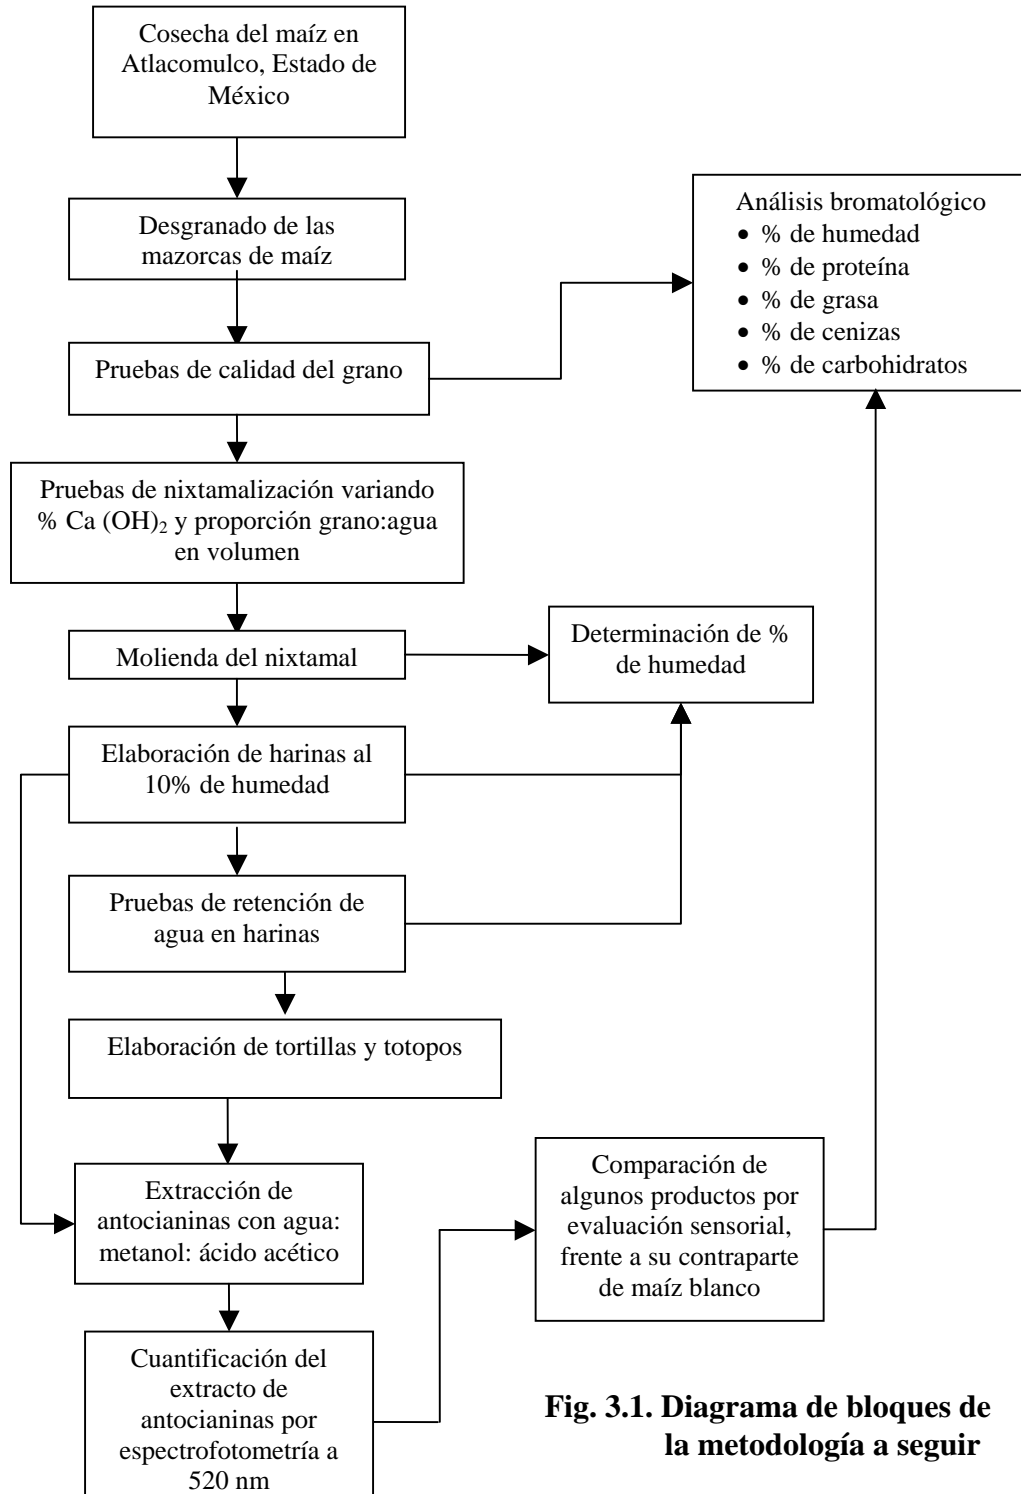 Cosecha del maíz en
Atlacomulco, Estado de
México
Desgranado de las
mazorcas de maíz
Análisis bromatológico
• % de humedad
• % de proteína
• % de grasa
• % de cenizas
• % de carbohidratos
Pruebas de calidad del grano
Pruebas de nixtamalización variando
% Ca (OH)₂ y proporción grano:agua
en volumen
Molienda del nixtamal
Determinación de %
de humedad
Elaboración de harinas al
10% de humedad
Pruebas de retención de
agua en harinas
Elaboración de tortillas y totopos
Extracción de
antocianinas con agua:
metanol: ácido acético
Comparación de
algunos productos por
evaluación sensorial,
frente a su contraparte
de maíz blanco
Cuantificación del
extracto de
antocianinas por
espectrofotometría a
520 nm
Fig. 3.1. Diagrama de bloques de
la metodología a seguir